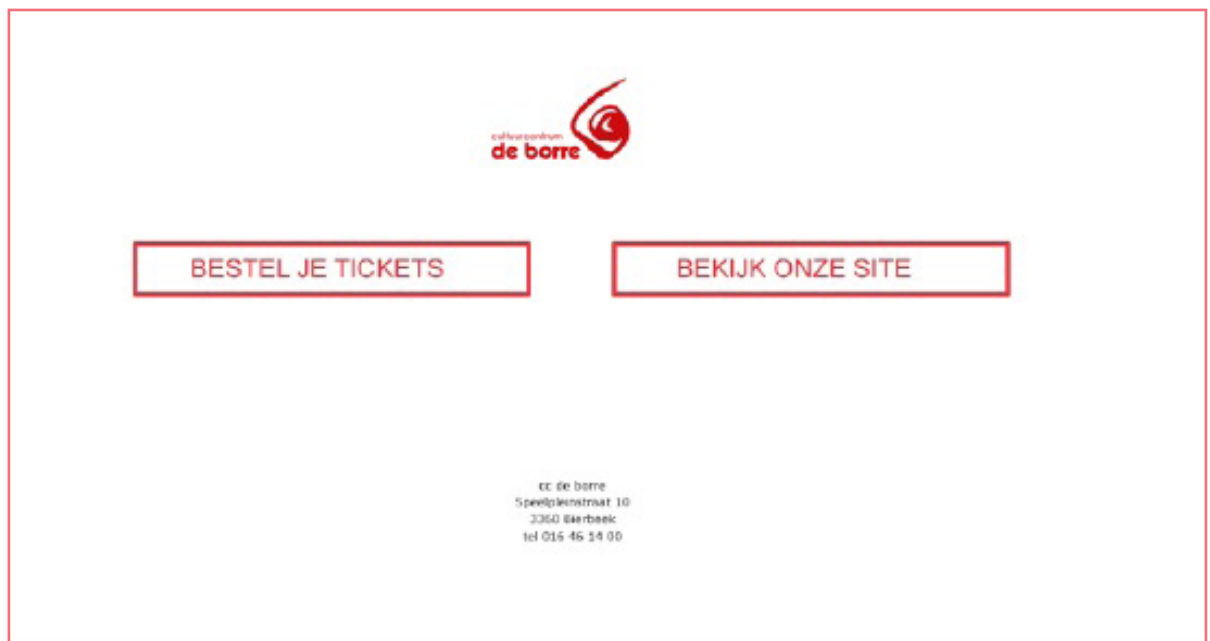 cultuurcentrum
de borre
BESTEL JE TICKETS
BEKIJK ONZE SITE
cc de borre
Speelpleinstraat 10
3360 Bierbeek
tel 016 46 14 00